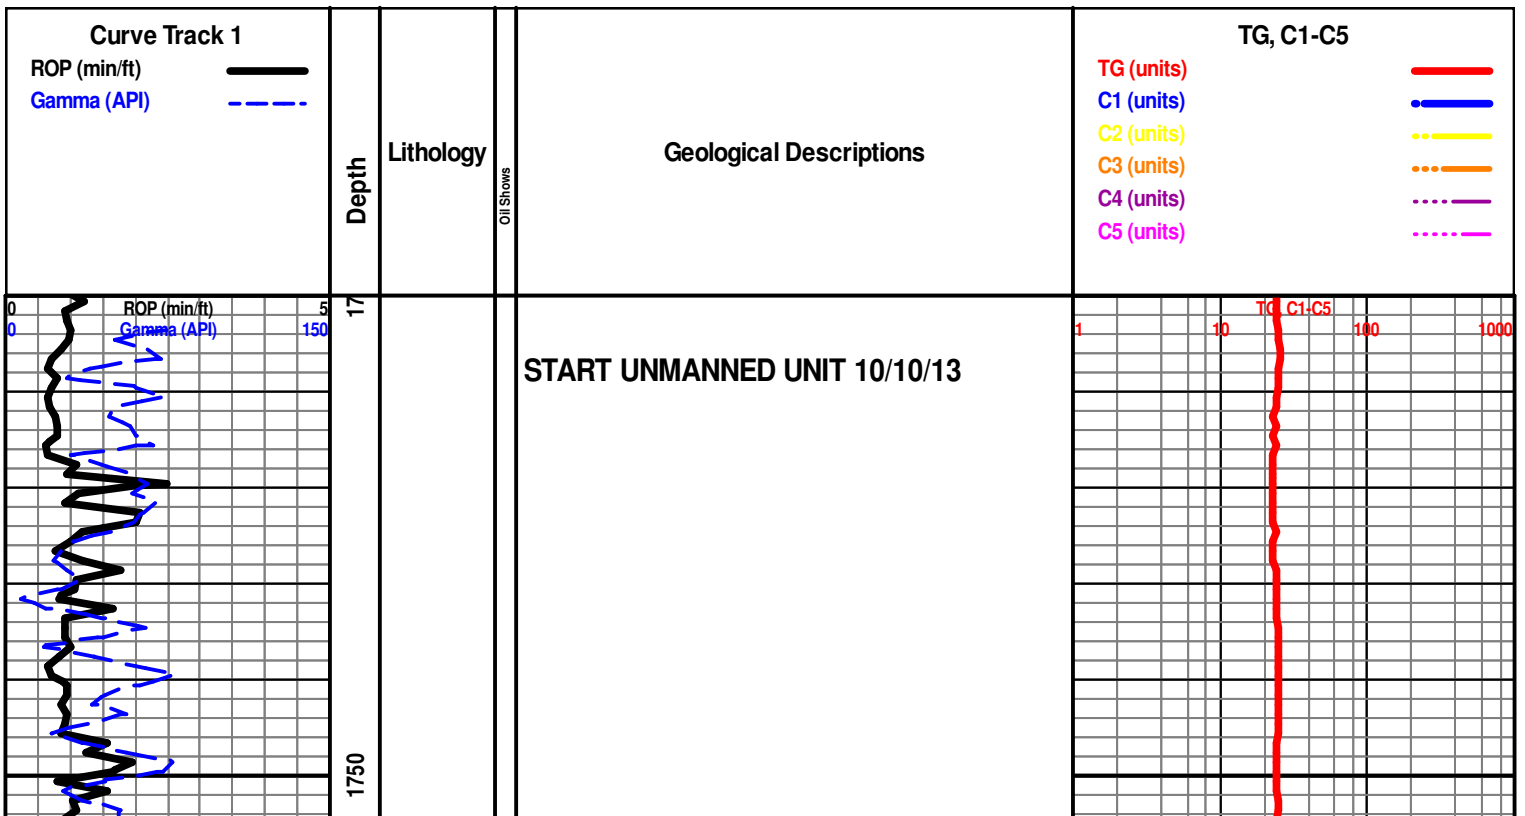 Curve Track 1
ROP (min/ft)
Gamma (API)
Depth
Lithology
Oil Shows
Geological Descriptions
TG, C1-C5
TG (units)
C1 (units)
C2 (units)
C3 (units)
C4 (units)
C5 (units)
0 ROP (min/ft) 5
0 Gamma (API) 150
17
TG, C1-C5
1 10 100 1000
START UNMANNED UNIT 10/10/13
1750